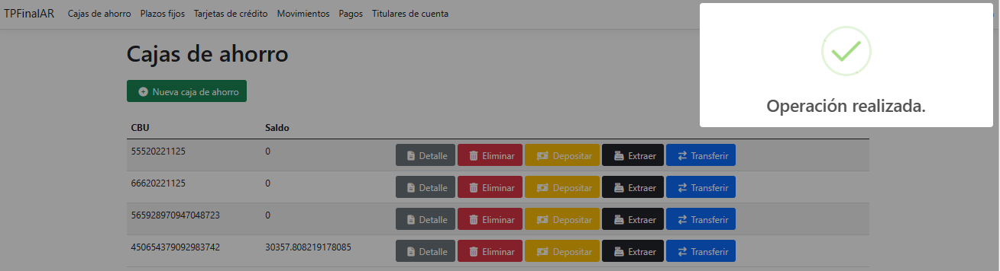 TPFinalAR Cajas de ahorro Plazos fijos Tarjetas de crédito Movimientos Pagos Titulares de cuenta
Operación realizada.
Cajas de ahorro
Nueva caja de ahorro
CBU Saldo
55520221125 0 Detalle Eliminar Depositar Extraer Transferir
66620221125 0 Detalle Eliminar Depositar Extraer Transferir
565928970947048723 0 Detalle Eliminar Depositar Extraer Transferir
450654379092983742 30357.808219178085 Detalle Eliminar Depositar Extraer Transferir